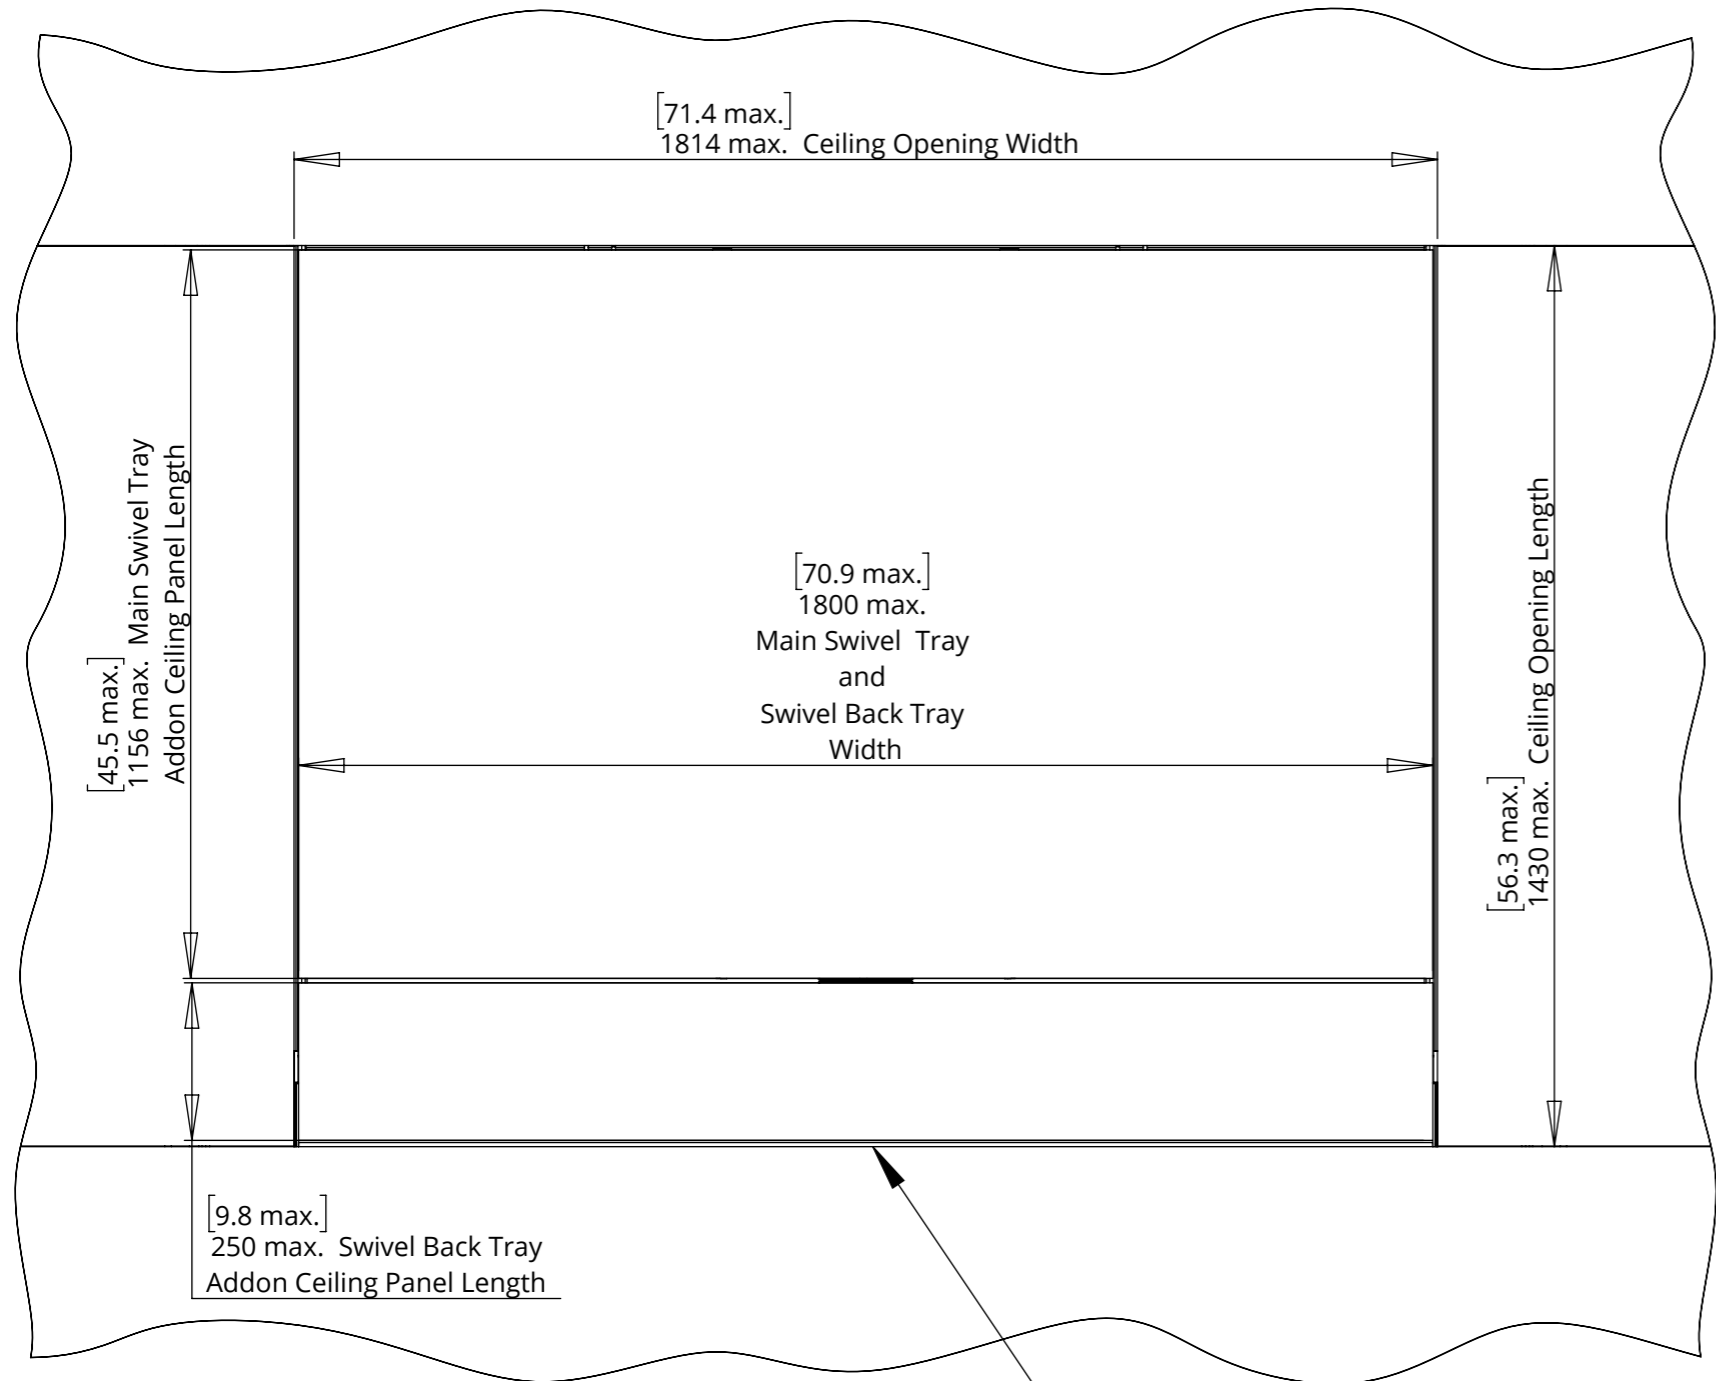 [71.4 max.]
1814 max. Ceiling Opening Width
[45.5 max.]
1156 max. Main Swivel Tray
Addon Ceiling Panel Length
[70.9 max.]
1800 max.
Main Swivel Tray
and
Swivel Back Tray
Width
[56.3 max.]
1430 max. Ceiling Opening Length
[9.8 max.]
250 max. Swivel Back Tray
Addon Ceiling Panel Length